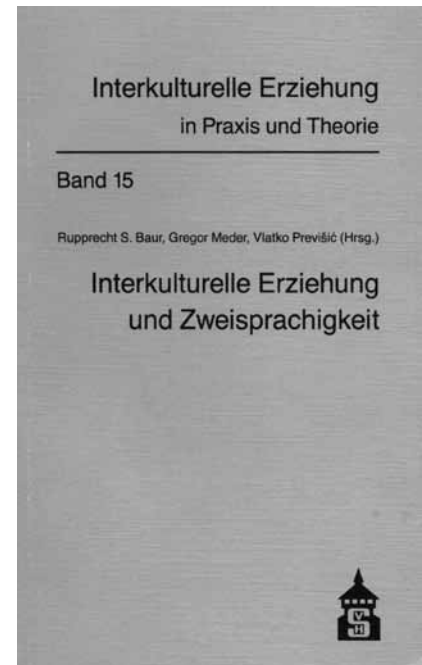 Interkulturelle Erziehung
in Praxis und Theorie
Band 15
Rupprecht S. Baur, Gregor Meder, Vlatko Previšić (Hrsg.)
Interkulturelle Erziehung
und Zweisprachigkeit
V
S
H